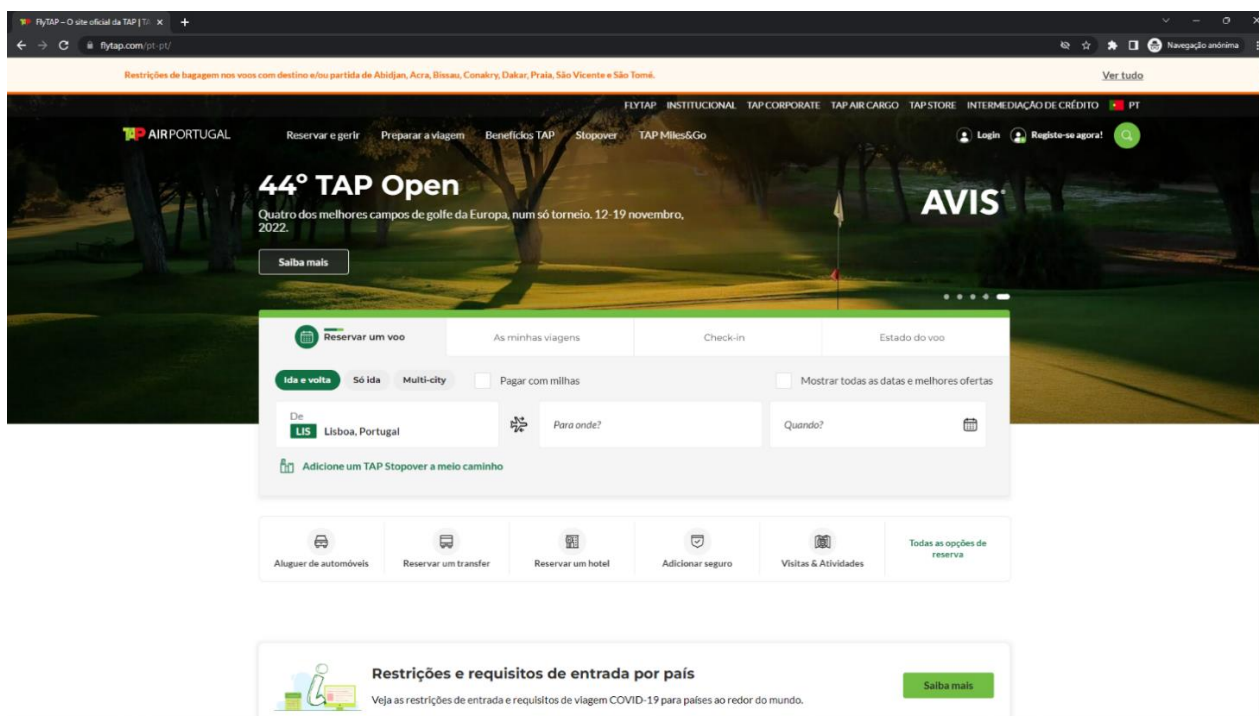 FlyTAP – O site oficial da TAP | TA
flytap.com/pt-pt/
Navegação anónima
Restrições de bagagem nos voos com destino e/ou partida de Abidjan, Acra, Bissau, Conakry, Dakar, Praia, São Vicente e São Tomé.
Ver tudo
FLYTAP INSTITUCIONAL TAP CORPORATE TAP AIR CARGO TAP STORE INTERMEDIAÇÃO DE CRÉDITO PT
TAP AIRPORTUGAL
Reservar e gerir Preparar a viagem Benefícios TAP Stopover TAP Miles&Go
Login Registe-se agora!
44º TAP Open
Quatro dos melhores campos de golfe da Europa, num só torneio. 12-19 novembro,
2022.
Saiba mais
AVIS
Reservar um voo As minhas viagens Check-in Estado do voo
Ida e volta Só ida Multi-city Pagar com milhas Mostrar todas as datas e melhores ofertas
De
LIS Lisboa, Portugal
Para onde?
Quando?
Adicione um TAP Stopover a meio caminho
Aluguer de automóveis
Reservar um transfer
Reservar um hotel
Adicionar seguro
Visitas & Atividades
Todas as opções de
reserva
Restrições e requisitos de entrada por país
Veja as restrições de entrada e requisitos de viagem COVID-19 para países ao redor do mundo.
Saiba mais